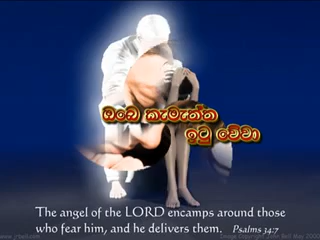 ඔංබ කැමැත්ත
ඉටු වේවා
The angel of the LORD encamps around those
who fear him, and he delivers them. Psalms 34:7